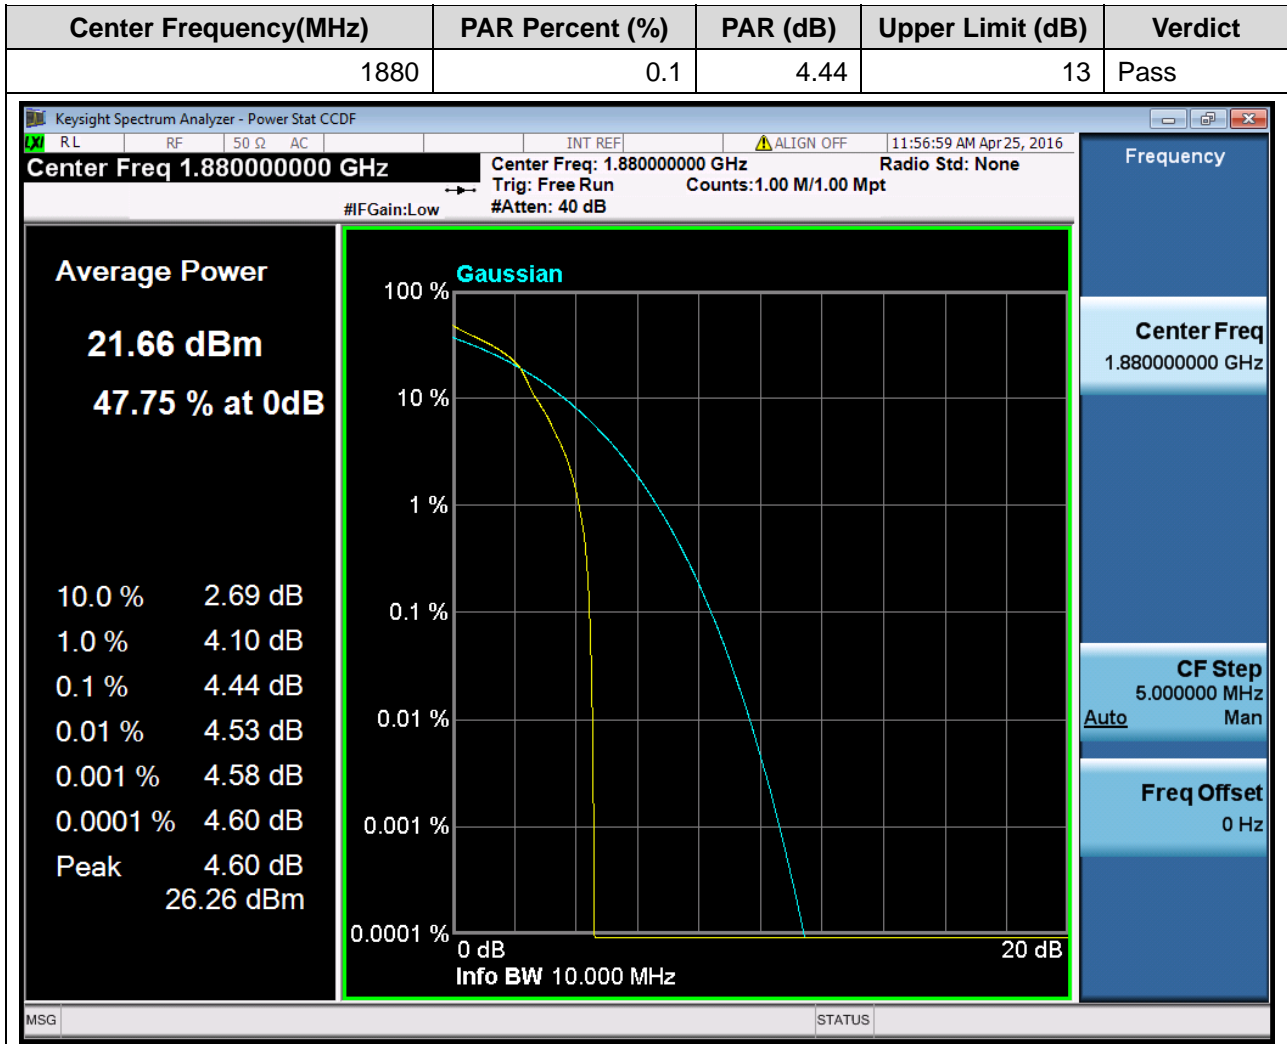 Center Frequency(MHz) PAR Percent (%) PAR (dB) Upper Limit (dB) Verdict
1880 0.1 4.44 13 Pass
Keysight Spectrum Analyzer - Power Stat CCDF
LXI RL RF 50 Ω AC INT REF ALIGN OFF 11:56:59 AM Apr 25, 2016
Center Freq 1.880000000 GHz
#IFGain:Low
Center Freq: 1.880000000 GHz Radio Std: None
Trig: Free Run Counts:1.00 M/1.00 Mpt
#Atten: 40 dB
Average Power
21.66 dBm
47.75 % at 0dB
10.0 % 2.69 dB
1.0 % 4.10 dB
0.1 % 4.44 dB
0.01 % 4.53 dB
0.001 % 4.58 dB
0.0001 % 4.60 dB
Peak 4.60 dB
26.26 dBm
Gaussian
100 %
10 %
1 %
0.1 %
0.01 %
0.001 %
0.0001 %
0 dB 20 dB
Info BW 10.000 MHz
Frequency
Center Freq
1.880000000 GHz
CF Step
5.000000 MHz
Auto Man
Freq Offset
0 Hz
MSG STATUS